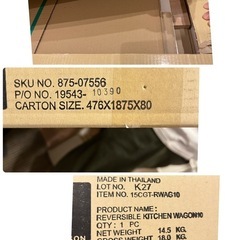 SKU NO. 875-07556
P/O NO. 19543-10390
CARTON SIZE. 476X1875X80
MADE IN THAILAND
LOT NO. K27
ITEM NO. 15CGT-RWAG10
PRODUCT NAME:
REVERSIBLE KITCHEN WAGON10
QTY : 1 PC
NET WEIGHT 14.5 KG.
GROSS WEIGHT 18.0 KG.
ON